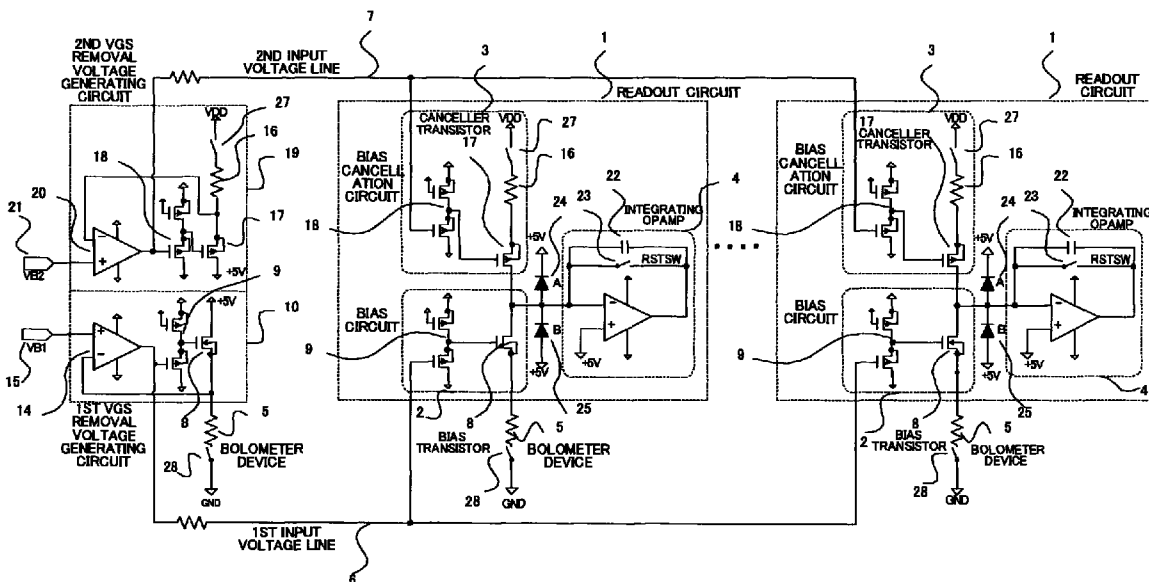 7
2ND VGS
REMOVAL
VOLTAGE
GENERATING
CIRCUIT
2ND INPUT
VOLTAGE LINE
3
1
READOUT CIRCUIT
3
1
READOUT
CIRCUIT
VDD
27
16
19
18
20
21
VB2
17
+5V
CANCELLER
TRANSISTOR
VDD
27
17
16
BIAS
CANCELL
ATION
CIRCUIT
18
24
23
22
4
INTEGRATING
OPAMP
+5V
RSTSW
A
17
CANCELLER
TRANSISTOR
VDD
27
16
BIAS
CANCELL
ATION
CIRCUIT
18
24
23
22
INTEGRATING
OPAMP
+5V
RSTSW
A
9
+5V
10
VB1
15
14
8
1ST VGS
REMOVAL
VOLTAGE
GENERATING
CIRCUIT
5
BOLOMETER
DEVICE
28
GND
BIAS
CIRCUIT
9
B
+5V
+5V
2
8
25
BIAS
TRANSISTOR
5
BOLOMETER
DEVICE
28
GND
BIAS
CIRCUIT
9
B
+5V
+5V
4
2
8
25
BIAS
TRANSISTOR
5
BOLOMETER
DEVICE
28
GND
1ST INPUT
VOLTAGE LINE
6